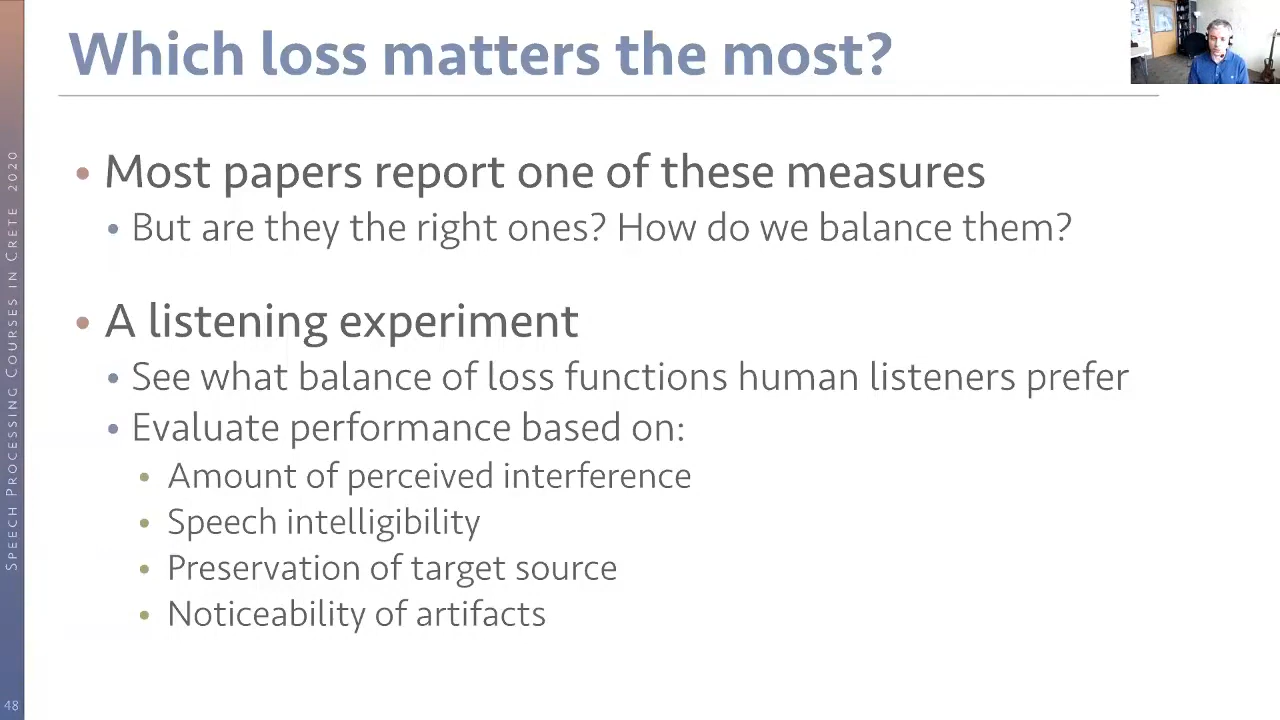 Which loss matters the most?
• Most papers report one of these measures
• But are they the right ones? How do we balance them?
• A listening experiment
• See what balance of loss functions human listeners prefer
• Evaluate performance based on:
• Amount of perceived interference
• Speech intelligibility
• Preservation of target source
• Noticeability of artifacts
Speech Processing Courses in Crete 2020
48